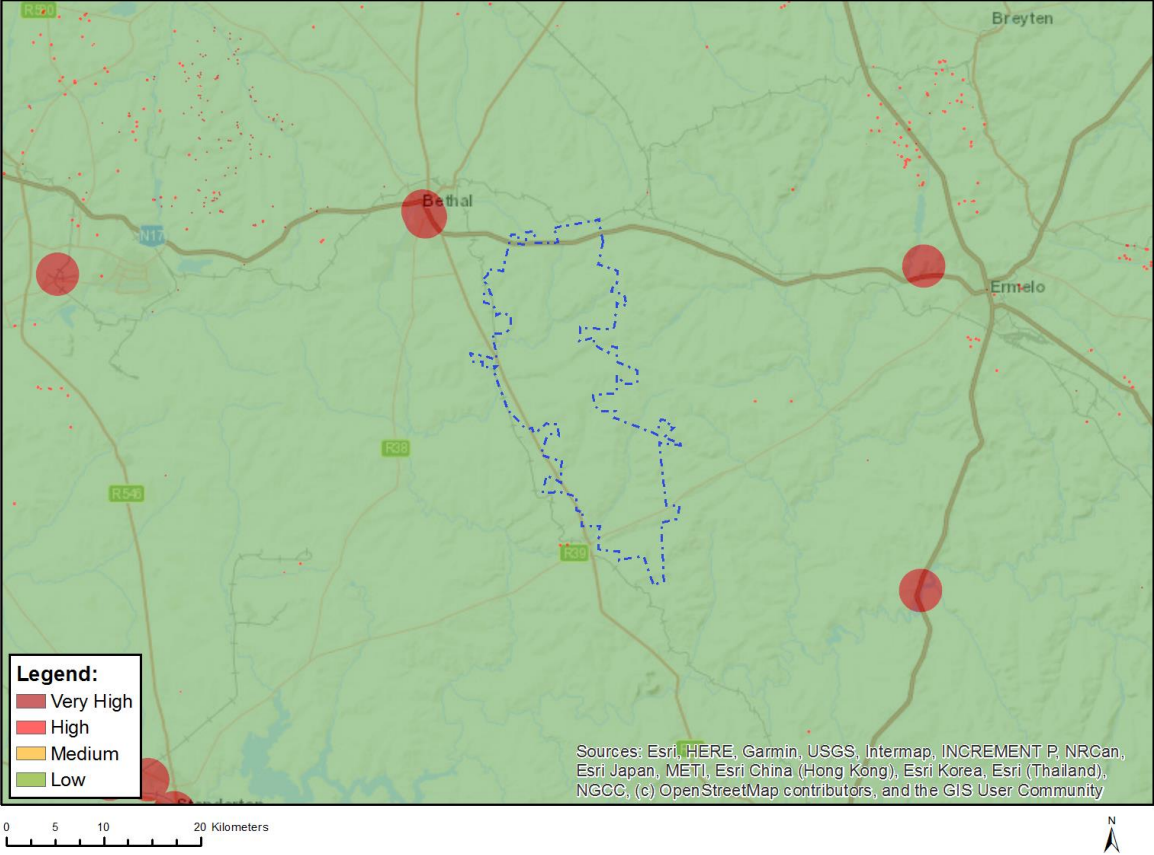 R580
Breyten
Bethal
N17
Ermelo
R38
R546
R39
Legend:
Very High
High
Medium
Low
Standerton
Sources: Esri, HERE, Garmin, USGS, Intermap, INCREMENT P, NRCan,
Esri Japan, METI, Esri China (Hong Kong), Esri Korea, Esri (Thailand),
NGCC, (c) OpenStreetMap contributors, and the GIS User Community
0 5 10 20 Kilometers
N